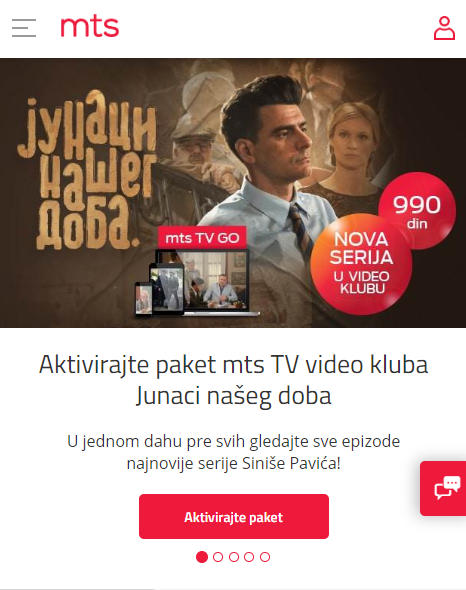 mts
јунаци
нашег
доба.
mts TV GO
990
din
NOVA
SERIJA
U VIDEO
KLUBU
Aktivirajte paket mts TV video kluba
Junaci našeg doba
U jednom dahu pre svih gledajte sve epizode
najnovije serije Siniše Pavića!
Aktivirajte paket